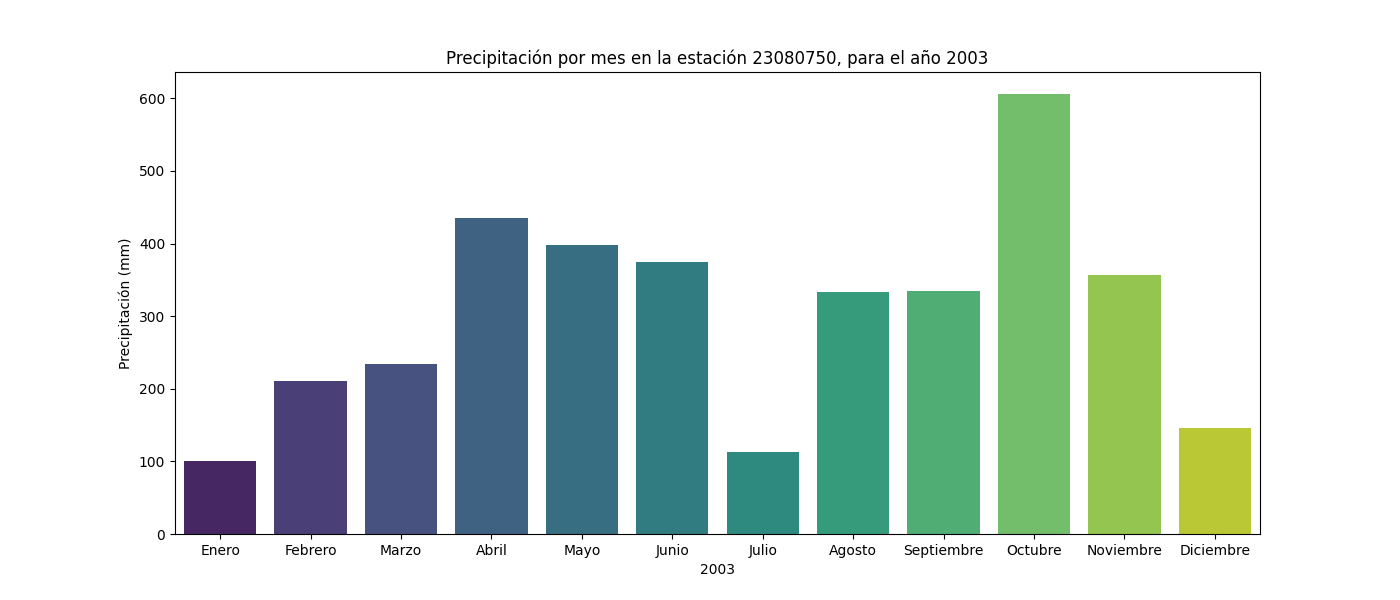 Precipitación por mes en la estación 23080750, para el año 2003
Precipitación (mm)
600
500
400
300
200
100
0
Enero Febrero Marzo Abril Mayo Junio Julio Agosto Septiembre Octubre Noviembre Diciembre
2003